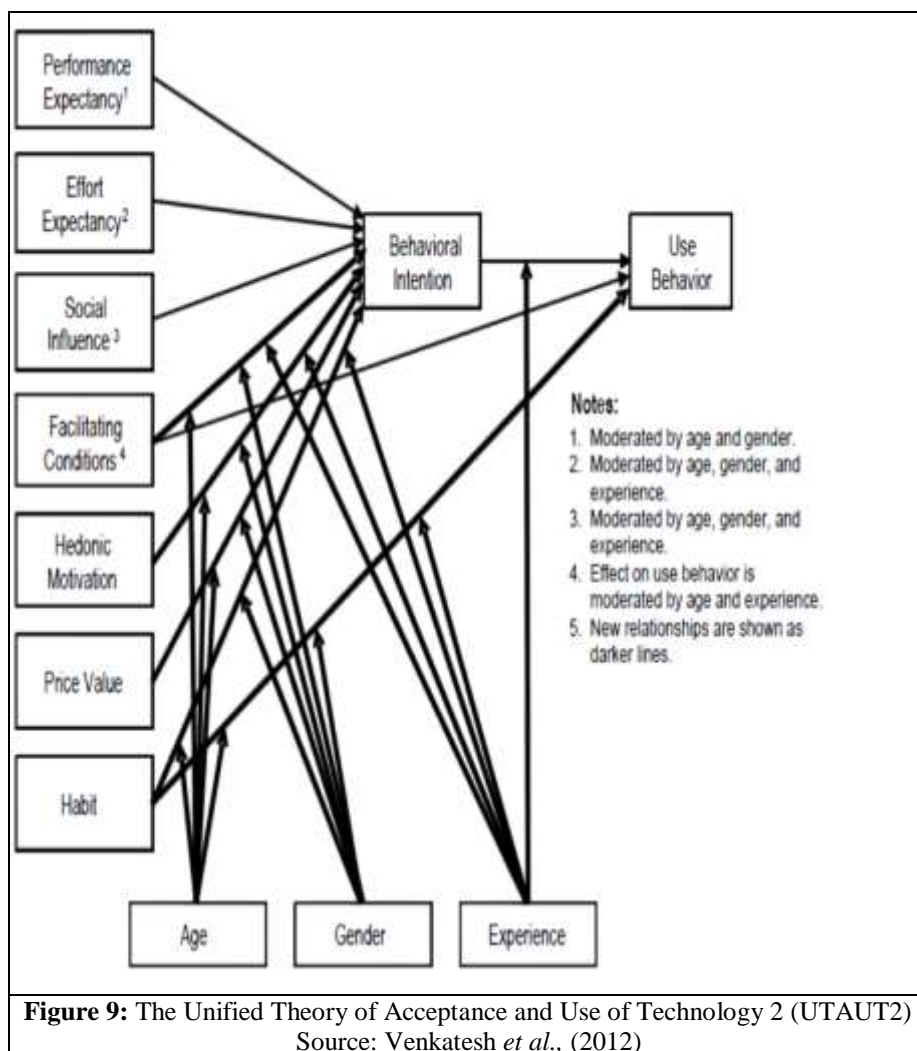 Performance
Expectancy¹
Effort
Expectancy²
Social
Influence ³
Facilitating
Conditions ⁴
Hedonic
Motivation
Price Value
Habit
Behavioral
Intention
Use
Behavior
Notes:
1. Moderated by age and gender.
2. Moderated by age, gender, and
experience.
3. Moderated by age, gender, and
experience.
4. Effect on use behavior is
moderated by age and experience.
5. New relationships are shown as
darker lines.
Age
Gender
Experience
Figure 9: The Unified Theory of Acceptance and Use of Technology 2 (UTAUT2)
Source: Venkatesh et al., (2012)